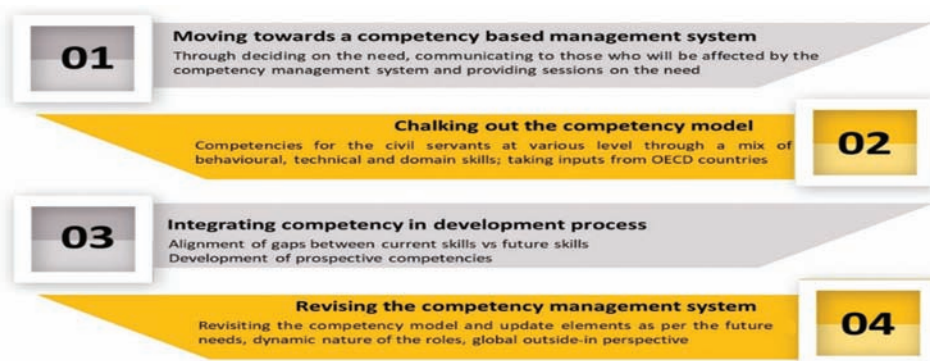 01
Moving towards a competency based management system
Through deciding on the need, communicating to those who will be affected by the
competency management system and providing sessions on the need
Chalking out the competency model
Competencies for the civil servants at various level through a mix of
behavioural, technical and domain skills; taking inputs from OECD countries
02
03
Integrating competency in development process
Alignment of gaps between current skills vs future skills
Development of prospective competencies
Revising the competency management system
Revisiting the competency model and update elements as per the future
needs, dynamic nature of the roles, global outside-in perspective
04